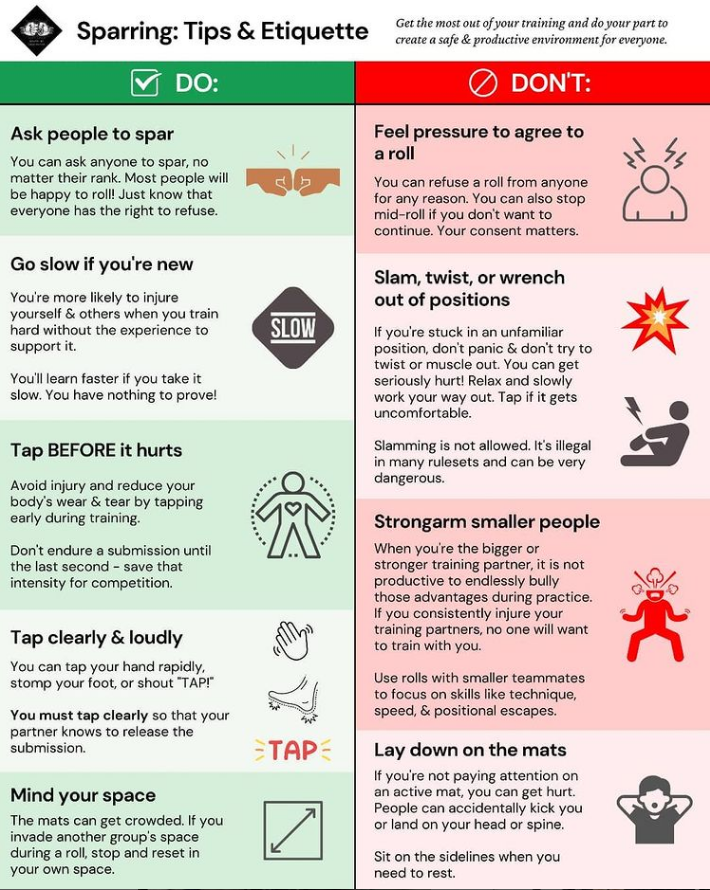 Sparring: Tips & Etiquette
Get the most out of your training and do your part to
create a safe & productive environment for everyone.
DO:
Ask people to spar
You can ask anyone to spar, no
matter their rank. Most people will
be happy to roll! Just know that
everyone has the right to refuse.
Go slow if you're new
You're more likely to injure
yourself & others when you train
hard without the experience to
support it.
You'll learn faster if you take it
slow. You have nothing to prove!
SLOW
Tap BEFORE it hurts
Avoid injury and reduce your
body's wear & tear by tapping
early during training.
Don't endure a submission until
the last second - save that
intensity for competition.
Tap clearly & loudly
You can tap your hand rapidly,
stomp your foot, or shout "TAP!"
You must tap clearly so that your
partner knows to release the
submission.
TAP
Mind your space
The mats can get crowded. If you
invade another group's space
during a roll, stop and reset in
your own space.
DON'T:
Feel pressure to agree to
a roll
You can refuse a roll from anyone
for any reason. You can also stop
mid-roll if you don't want to
continue. Your consent matters.
Slam, twist, or wrench
out of positions
If you're stuck in an unfamiliar
position, don't panic & don't try to
twist or muscle out. You can get
seriously hurt! Relax and slowly
work your way out. Tap if it gets
uncomfortable.
Slamming is not allowed. It's illegal
in many rulesets and can be very
dangerous.
Strongarm smaller people
When you're the bigger or
stronger training partner, it is not
productive to endlessly bully
those advantages during practice.
If you consistently injure your
training partners, no one will want
to train with you.
Use rolls with smaller teammates
to focus on skills like technique,
speed, & positional escapes.
Lay down on the mats
If you're not paying attention on
an active mat, you can get hurt.
People can accidentally kick you
or land on your head or spine.
Sit on the sidelines when you
need to rest.